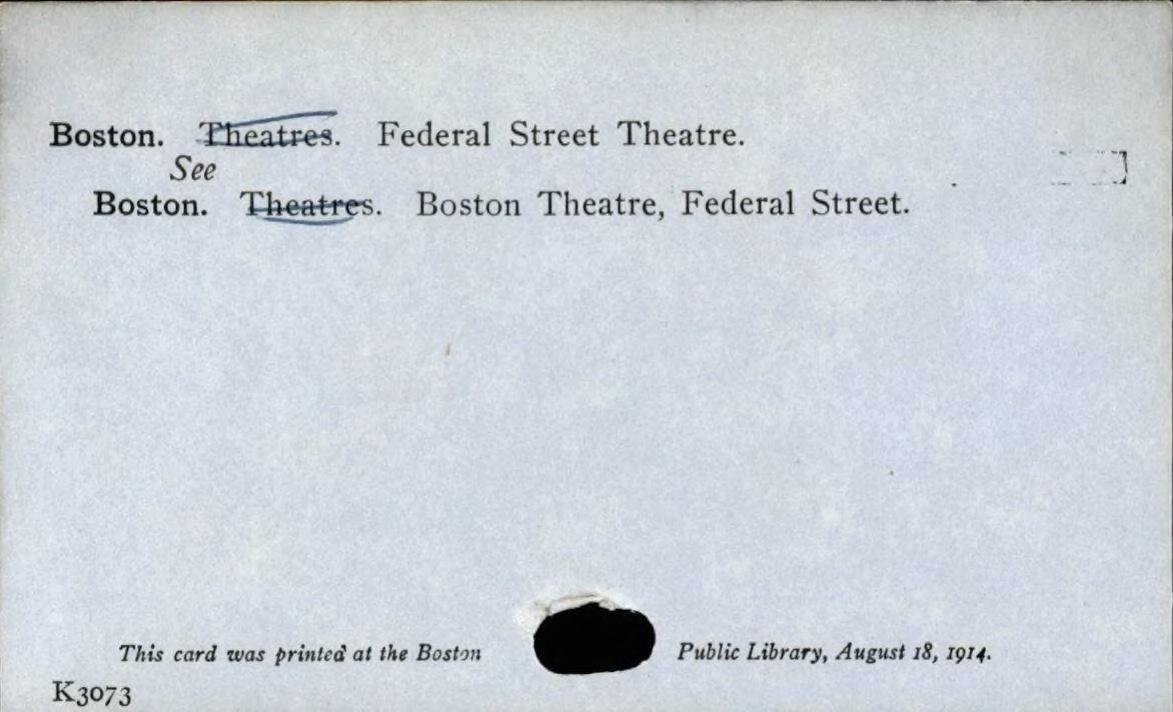 Boston. Theatres. Federal Street Theatre.
See
Boston. Theatres. Boston Theatre, Federal Street.
This card was printed at the Boston Public Library, August 18, 1914.
K3073